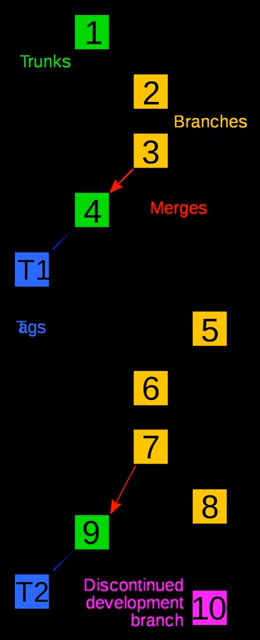 1
Trunks
2
Branches
3
4
Merges
T1
5
Tags
6
7
8
9
T2
Discontinued
development
branch
10